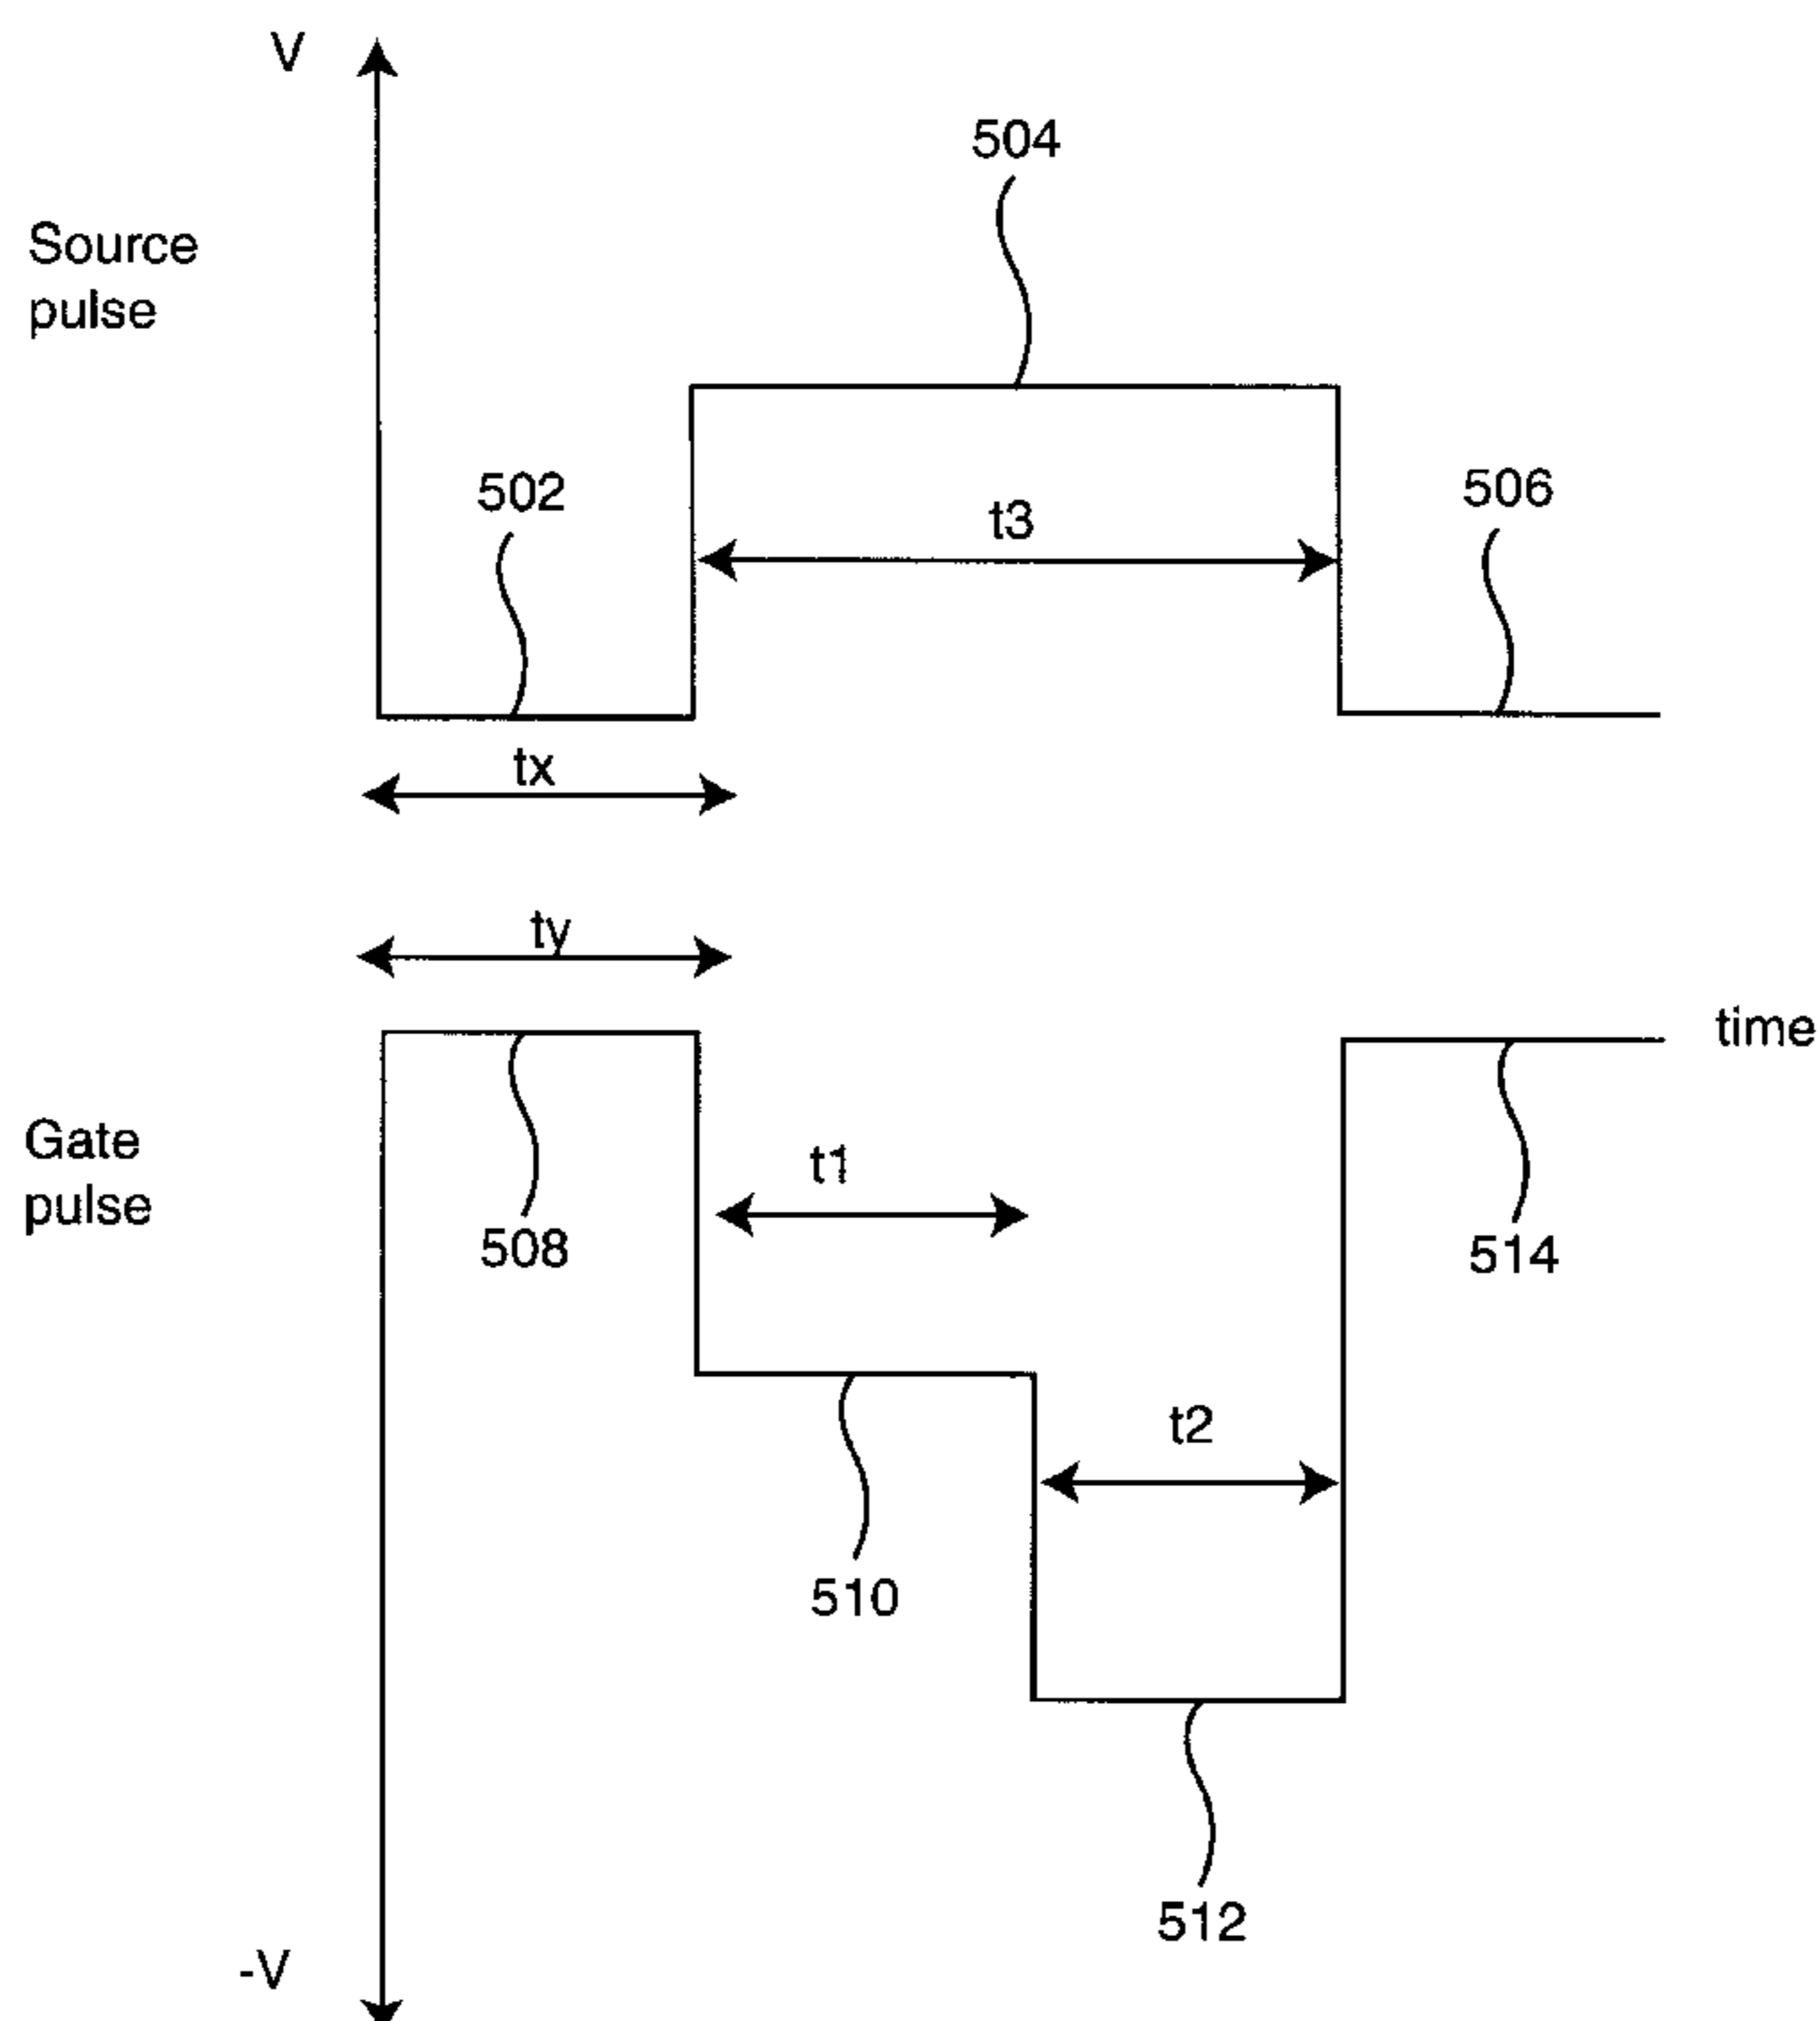 V
504
Source
pulse
502
506
t3
tx
ty
time
Gate
pulse
t1
508
514
t2
510
512
-V